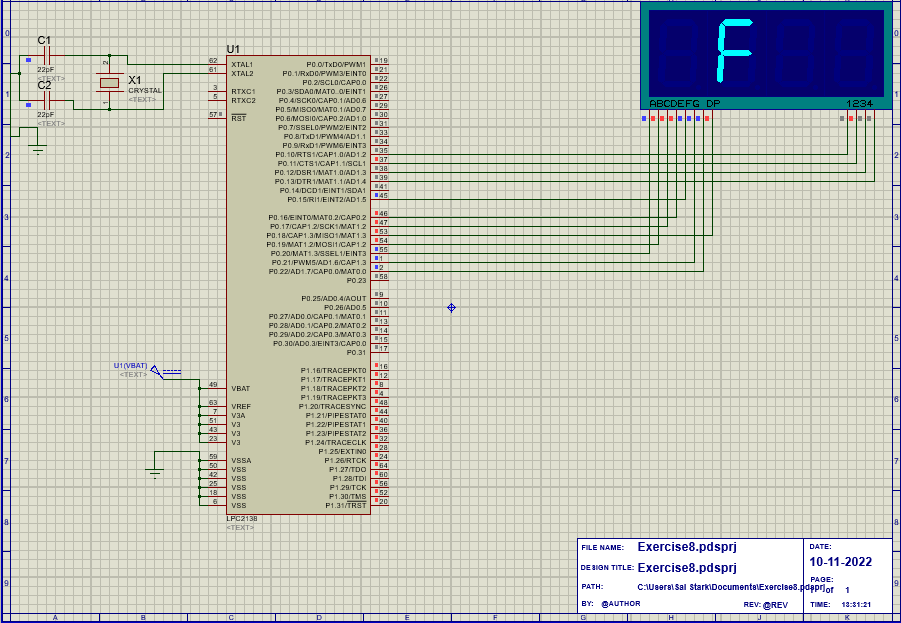 F
ABCDEFG DP
1234
C1
22pF
<TEXT>
C2
22pF
<TEXT>
X1
CRYSTAL
<TEXT>
2
1
U1
62 XTAL1
61 XTAL2
3 RTXC1
5 RTXC2
57 RST
P0.0/TxD0/PWM1 19
P0.1/RxD0/PWM3/EINT0 21
P0.2/SCL0/CAP0.0 22
P0.3/SDA0/MAT0.0/EINT1 26
P0.4/SCK0/CAP0.1/AD0.6 27
P0.5/MISO0/MAT0.1/AD0.7 29
P0.6/MOSI0/CAP0.2/AD1.0 30
P0.7/SSEL0/PWM2/EINT2 31
P0.8/TxD1/PWM4/AD1.1 33
P0.9/RxD1/PWM6/EINT3 34
P0.10/RTS1/CAP1.0/AD1.2 35
P0.11/CTS1/CAP1.1/SCL1 37
P0.12/DSR1/MAT1.0/AD1.3 38
P0.13/DTR1/MAT1.1/AD1.4 39
P0.14/DCD1/EINT1/SDA1 41
P0.15/RI1/EINT2/AD1.5 45
P0.16/EINT0/MAT0.2/CAP0.2 46
P0.17/CAP1.2/SCK1/MAT1.2 47
P0.18/CAP1.3/MISO1/MAT1.3 53
P0.19/MAT1.2/MOSI1/CAP1.2 54
P0.20/MAT1.3/SSEL1/EINT3 55
P0.21/PWM5/AD1.6/CAP1.3 1
P0.22/AD1.7/CAP0.0/MAT0.0 2
P0.23 58
P0.25/AD0.4/AOUT 9
P0.26/AD0.5 10
P0.27/AD0.0/CAP0.1/MAT0.1 11
P0.28/AD0.1/CAP0.2/MAT0.2 13
P0.29/AD0.2/CAP0.3/MAT0.3 14
P0.30/AD0.3/EINT3/CAP0.0 15
P0.31 17
P1.16/TRACEPKT0 16
P1.17/TRACEPKT1 12
P1.18/TRACEPKT2 8
P1.19/TRACEPKT3 4
P1.20/TRACESYNC 48
P1.21/PIPESTAT0 44
P1.22/PIPESTAT1 40
P1.23/PIPESTAT2 36
P1.24/TRACECLK 32
P1.25/EXTIN0 28
P1.26/RTCK 24
P1.27/TDO 64
P1.28/TDI 60
P1.29/TCK 56
P1.30/TMS 52
P1.31/TRST 20
U1(VBAT)
<TEXT>
49 VBAT
63 VREF
7 V3A
51 V3
43 V3
23 V3
59 VSSA
50 VSS
42 VSS
25 VSS
18 VSS
6 VSS
LPC2138
<TEXT>
0
1
2
3
4
5
6
7
8
9
0
1
2
3
4
5
6
7
8
9
A B C D E F G H J K
FILE NAME: Exercise8.pdsprj
DESIGN TITLE: Exercise8.pdsprj
PATH: C:\Users\Sai Stark\Documents\Exercise8.pdsprj
BY: @AUTHOR
REV: @REV
DATE:
10-11-2022
PAGE:
1 of 1
TIME: 13:31:21